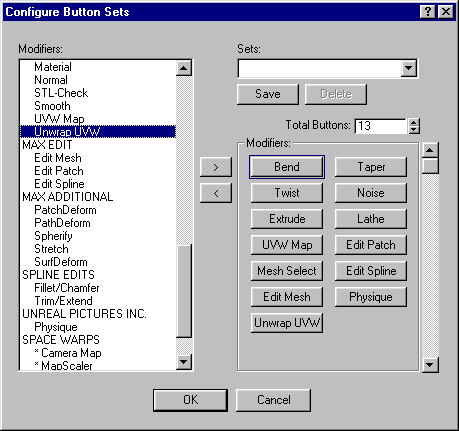 Configure Button Sets
Modifiers:
Material
Normal
STL-Check
Smooth
UVW Map
Unwrap UVW
MAX EDIT
Edit Mesh
Edit Patch
Edit Spline
MAX ADDITIONAL
PatchDeform
PathDeform
Spherify
Stretch
SurfDeform
SPLINE EDITS
Fillet/Chamfer
Trim/Extend
UNREAL PICTURES INC.
Physique
SPACE WARPS
* Camera Map
* MapScaler
>
<
Sets:
Save Delete
Total Buttons: 13
Modifiers:
Bend Taper
Twist Noise
Extrude Lathe
UVW Map Edit Patch
Mesh Select Edit Spline
Edit Mesh Physique
Unwrap UVW
OK Cancel